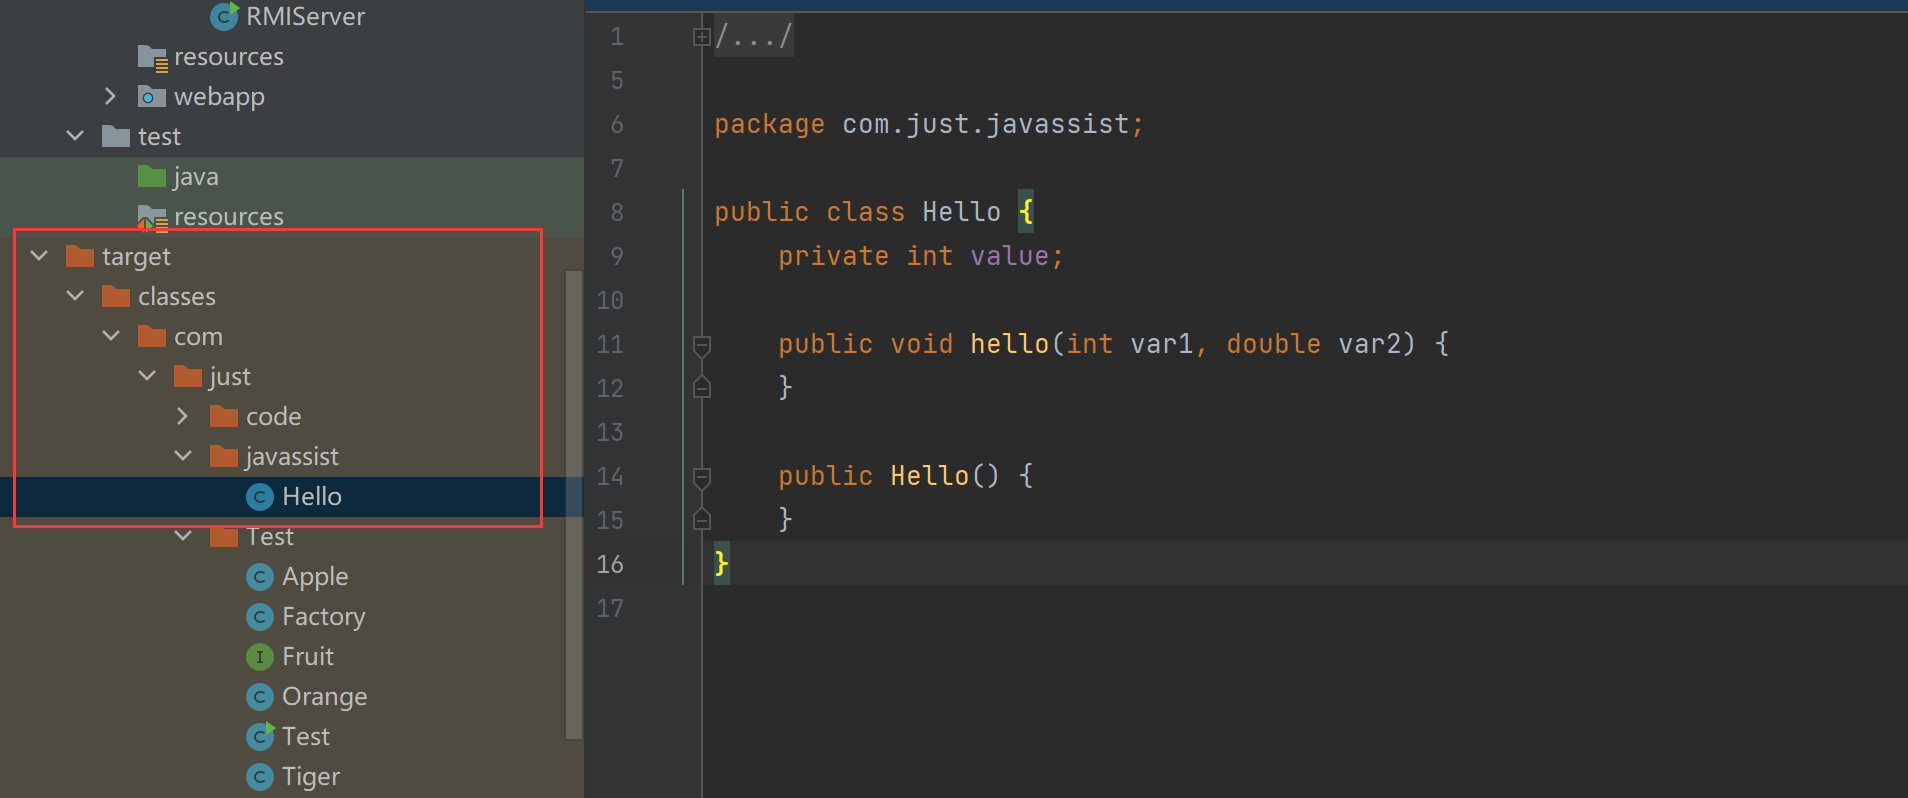 RMIServer
resources
webapp
test
java
resources
target
classes
com
just
code
javassist
Hello
Test
Apple
Factory
Fruit
Orange
Test
Tiger
1 /.../
5
6 package com.just.javassist;
7
8 public class Hello {
9 private int value;
10
11 public void hello(int var1, double var2) {
12 }
13
14 public Hello() {
15 }
16 }
17